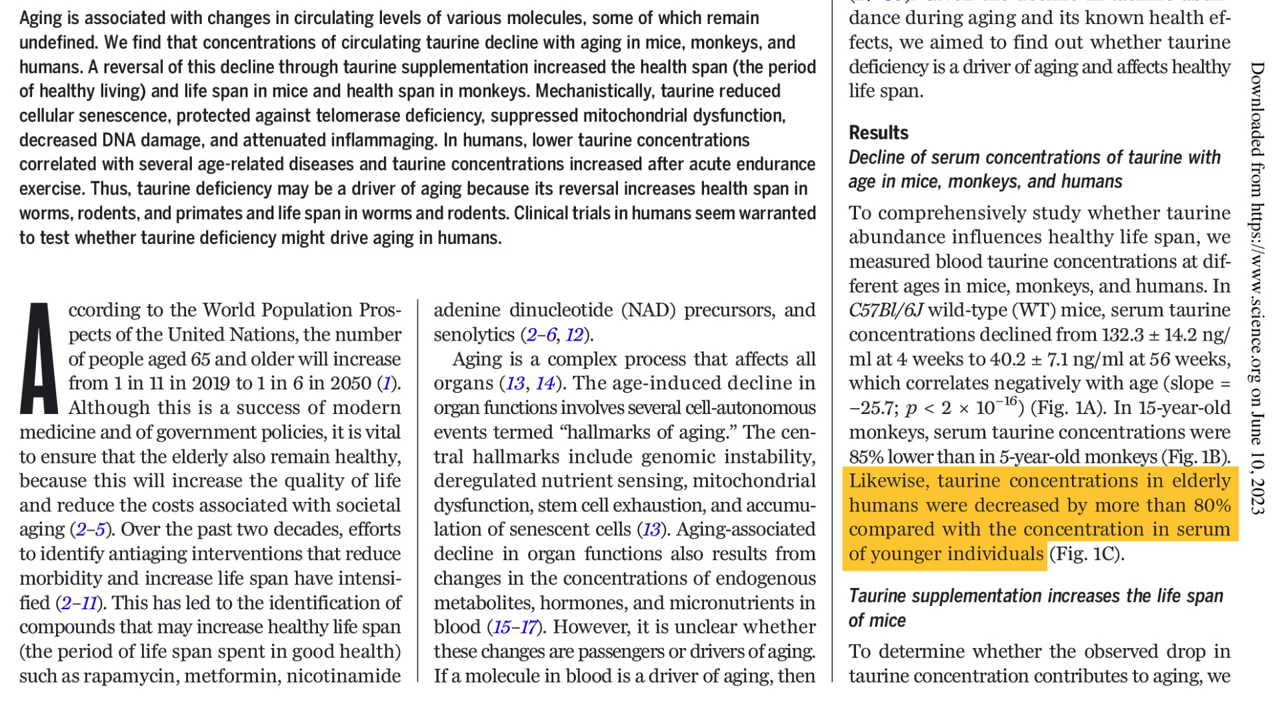 Aging is associated with changes in circulating levels of various molecules, some of which remain
undefined. We find that concentrations of circulating taurine decline with aging in mice, monkeys, and
humans. A reversal of this decline through taurine supplementation increased the health span (the period
of healthy living) and life span in mice and health span in monkeys. Mechanistically, taurine reduced
cellular senescence, protected against telomerase deficiency, suppressed mitochondrial dysfunction,
decreased DNA damage, and attenuated inflammaging. In humans, lower taurine concentrations
correlated with several age-related diseases and taurine concentrations increased after acute endurance
exercise. Thus, taurine deficiency may be a driver of aging because its reversal increases health span in
worms, rodents, and primates and life span in worms and rodents. Clinical trials in humans seem warranted
to test whether taurine deficiency might drive aging in humans.
According to the World Population Pros-
pects of the United Nations, the number
of people aged 65 and older will increase
from 1 in 11 in 2019 to 1 in 6 in 2050 (1).
Although this is a success of modern
medicine and of government policies, it is vital
to ensure that the elderly also remain healthy,
because this will increase the quality of life
and reduce the costs associated with societal
aging (2–5). Over the past two decades, efforts
to identify antiaging interventions that reduce
morbidity and increase life span have intensi-
fied (2–11). This has led to the identification of
compounds that may increase healthy life span
(the period of life span spent in good health)
such as rapamycin, metformin, nicotinamide
adenine dinucleotide (NAD) precursors, and
senolytics (2–6, 12).
Aging is a complex process that affects all
organs (13, 14). The age-induced decline in
organ functions involves several cell-autonomous
events termed “hallmarks of aging.” The cen-
tral hallmarks include genomic instability,
deregulated nutrient sensing, mitochondrial
dysfunction, stem cell exhaustion, and accumu-
lation of senescent cells (13). Aging-associated
decline in organ functions also results from
changes in the concentrations of endogenous
metabolites, hormones, and micronutrients in
blood (15–17). However, it is unclear whether
these changes are passengers or drivers of aging.
If a molecule in blood is a driver of aging, then
dance during aging and its known health ef-
fects, we aimed to find out whether taurine
deficiency is a driver of aging and affects healthy
life span.
Results
Decline of serum concentrations of taurine with
age in mice, monkeys, and humans
To comprehensively study whether taurine
abundance influences healthy life span, we
measured blood taurine concentrations at dif-
ferent ages in mice, monkeys, and humans. In
C57Bl/6J wild-type (WT) mice, serum taurine
concentrations declined from 132.3 ± 14.2 ng/
ml at 4 weeks to 40.2 ± 7.1 ng/ml at 56 weeks,
which correlates negatively with age (slope =
−25.7; p < 2 × 10⁻¹⁶) (Fig. 1A). In 15-year-old
monkeys, serum taurine concentrations were
85% lower than in 5-year-old monkeys (Fig. 1B).
Likewise, taurine concentrations in elderly
humans were decreased by more than 80%
compared with the concentration in serum
of younger individuals (Fig. 1C).
Taurine supplementation increases the life span
of mice
To determine whether the observed drop in
taurine concentration contributes to aging, we
Downloaded from https://www.science.org on June 10, 2023